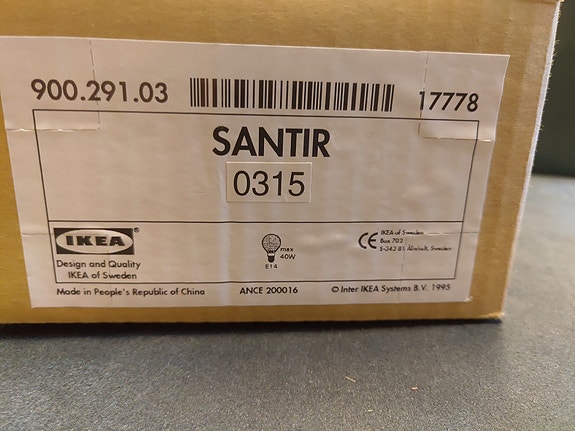 900.291.03 17778
SANTIR
0315
IKEA®
Design and Quality
IKEA of Sweden
max
40W
E14
CE IKEA of Sweden
Box 702
S-343 81 Älmhult, Sweden
Made in People's Republic of China ANCE 200016 © Inter IKEA Systems B.V. 1995